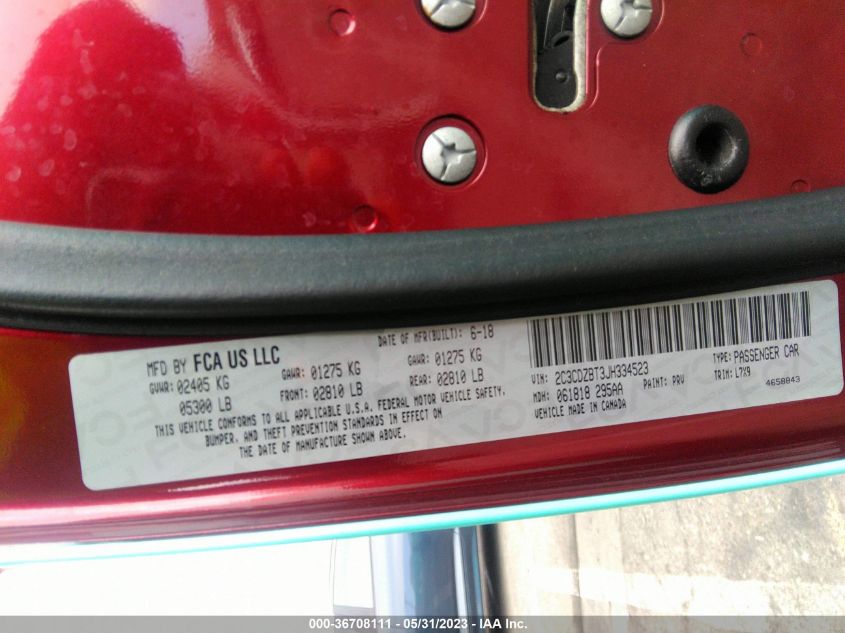 MFD BY FCA US LLC
GVWR: 02405 KG
05300 LB
GAWR: 01275 KG
FRONT: 02810 LB
DATE OF MFR(BUILT): 6-18
GAWR: 01275 KG
REAR: 02810 LB
THIS VEHICLE CONFORMS TO ALL APPLICABLE U.S.A. FEDERAL MOTOR VEHICLE SAFETY,
BUMPER, AND THEFT PREVENTION STANDARDS IN EFFECT ON
THE DATE OF MANUFACTURE SHOWN ABOVE.
VIN: 2C3CDZBT3JH334523
TYPE: PASSENGER CAR
MDH: 061818 295AA
PAINT: PRV
TRIM: L7X9
VEHICLE MADE IN CANADA
4658843
000-36708111 - 05/31/2023 - IAA Inc.